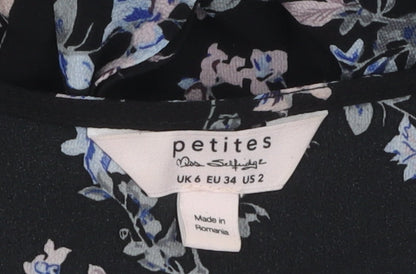 petites
Miss Selfridge
UK 6 EU 34 US 2
Made in
Romania